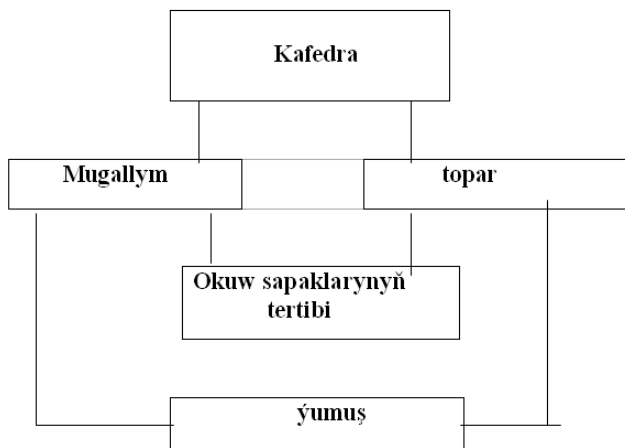 Kafedra
Mugallym
topar
Okuw sapaklarynyň
tertibi
ýumuş